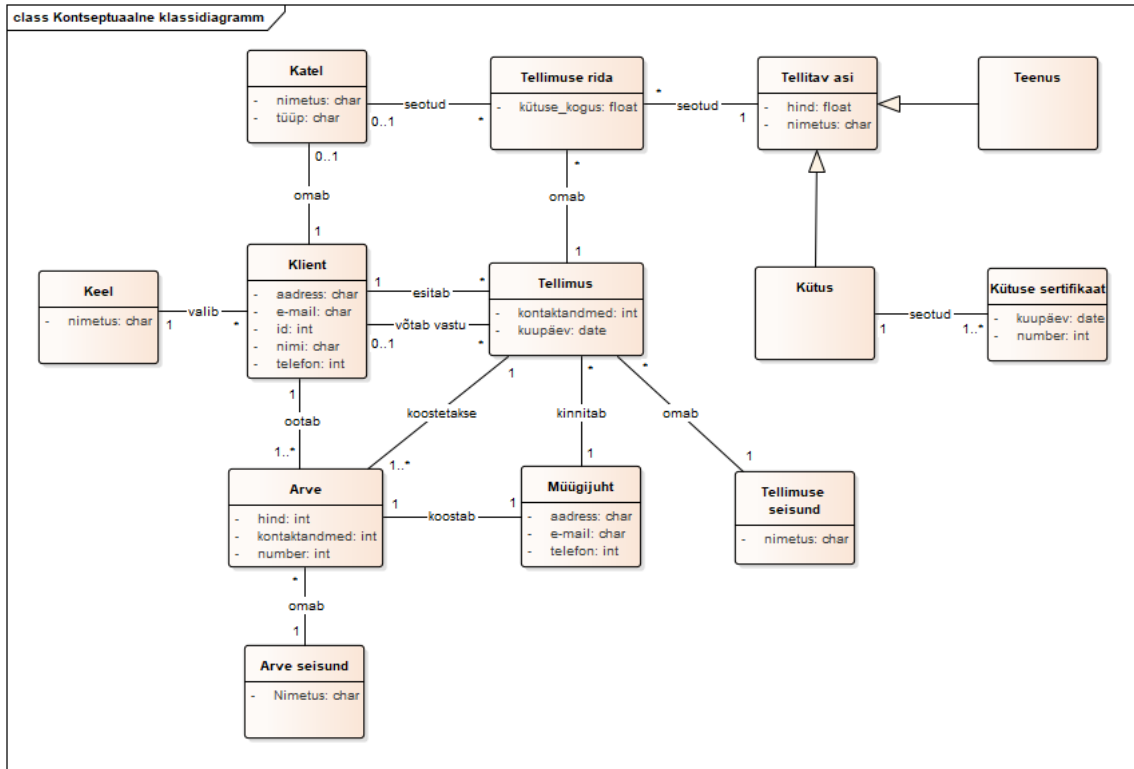 class Kontseptuaalne klassidiagramm
Katel
- nimetus: char
- tüüp: char
seotud
0..1
*
Tellimuse rida
- kütuse_kogus: float
*
seotud
1
Tellitav asi
- hind: float
- nimetus: char
Teenus
0..1
omab
1
*
omab
1
Keel
- nimetus: char
valib
1
*
Klient
- aadress: char
- e-mail: char
- id: int
- nimi: char
- telefon: int
1
esitab
*
võtab vastu
0..1
*
Tellimus
- kontaktandmed: int
- kuupäev: date
Kütus
seotud
1
1..*
Kütuse sertifikaat
- kuupäev: date
- number: int
1
ootab
1..*
1
koostetakse
1..*
*
kinnitab
1
*
omab
1
Arve
- hind: int
- kontaktandmed: int
- number: int
1
koostab
1
Müügijuht
- aadress: char
- e-mail: char
- telefon: int
Tellimuse
seisund
- nimetus: char
*
omab
1
Arve seisund
- Nimetus: char